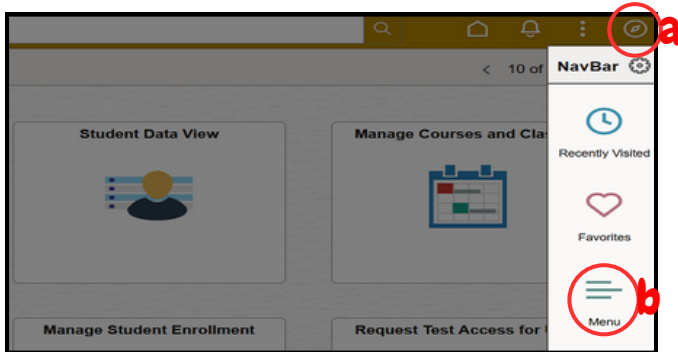 a
< 10 of
NavBar
Student Data View
Manage Courses and Cla
Recently Visited
Favorites
b
Menu
Manage Student Enrollment
Request Test Access for